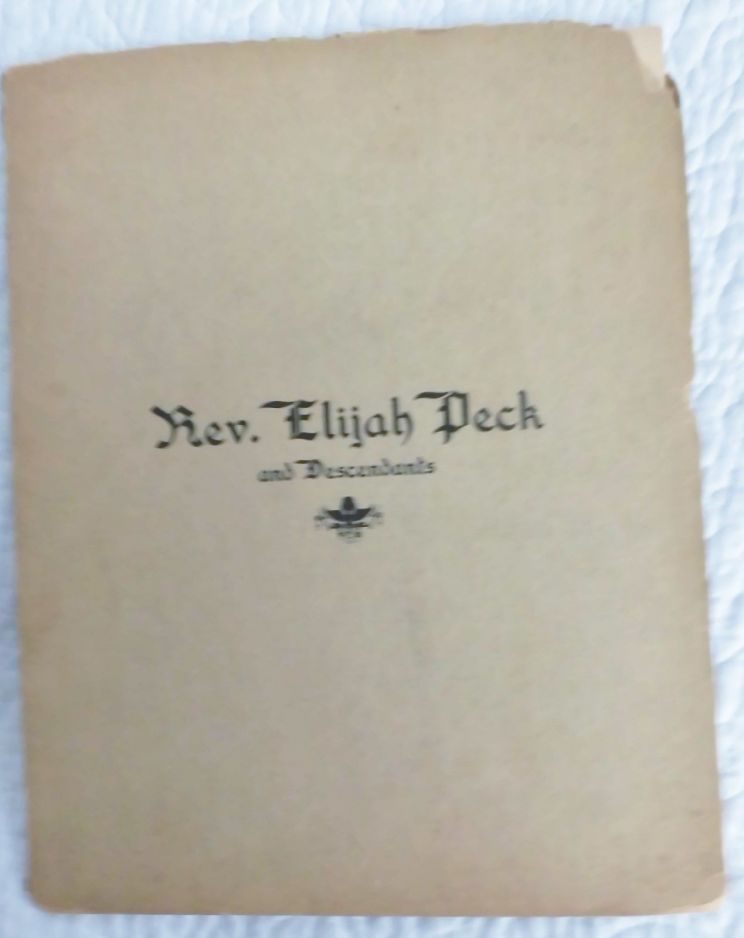 Rev. Elijah Peck
and Descendants